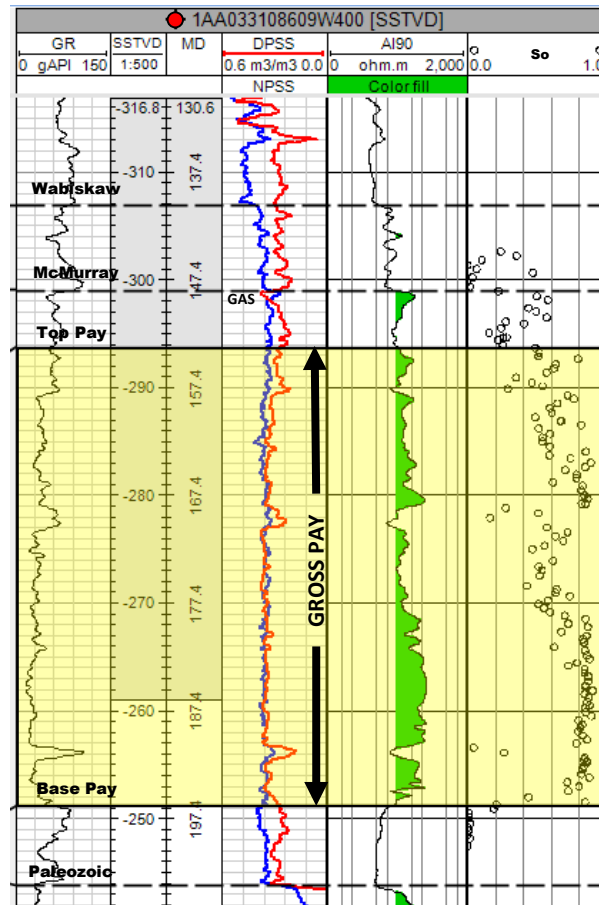 1AA033108609W400 [SSTVD]
GR SSTVD MD DPSS AI90 So
0 gAPI 150 1:500 0.6 m3/m3 0.0 0 ohm.m 2,000 0.0 1.0
NPSS Color fill
-316.8 130.6
-310 137.4
Wabiskaw
McMurray -300 147.4
GAS
Top Pay
-290 157.4
-280 167.4
GROSS PAY
-270 177.4
-260 187.4
Base Pay
-250 197.4
Paleozoic